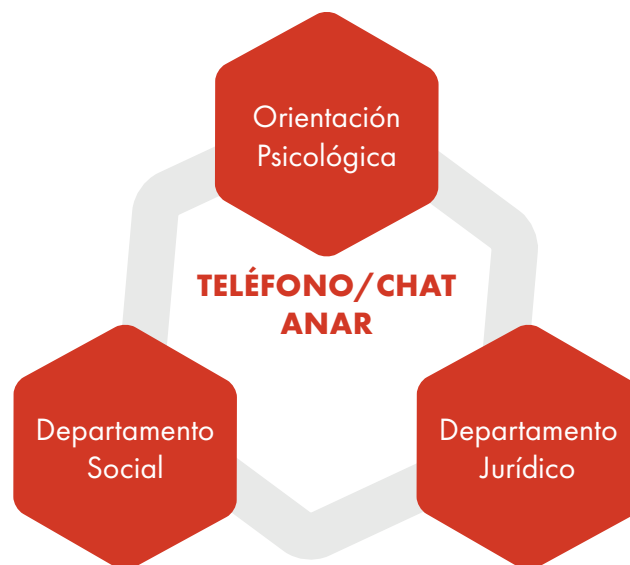 Orientación
Psicológica
TELÉFONO/CHAT
ANAR
Departamento
Social
Departamento
Jurídico